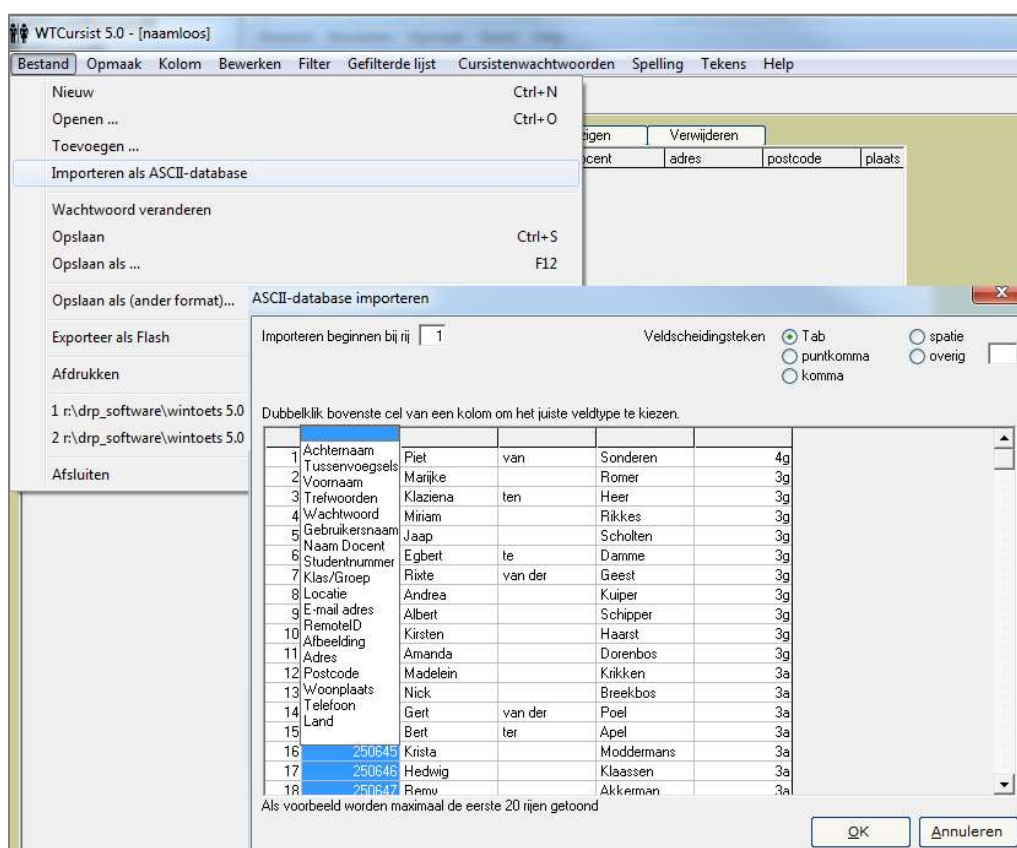 WTCursist 5.0 - [naamloos]
Bestand Opmaak Kolom Bewerken Filter Gefilterde lijst Cursistenwachtwoorden Spelling Tekens Help
Nieuw Ctrl+N
Openen ... Ctrl+O
Toevoegen ...
Importeren als ASCII-database
Wachtwoord veranderen
Opslaan Ctrl+S
Opslaan als ... F12
Opslaan als (ander format)...
Exporteer als Flash
Afdrukken
1 r:\drp_software\wintoets 5.0
2 r:\drp_software\wintoets 5.0
Afsluiten
zigen Verwijderen
ocent adres postcode plaats
ASCII-database importeren
Importeren beginnen bij rij 1
Veldscheidingsteken
Tab
puntkomma
komma
spatie
overig
Dubbelklik bovenste cel van een kolom om het juiste veldtype te kiezen.
Achternaam
Tussenvoegsels
Voornaam
Trefwoorden
Wachtwoord
Gebruikersnaam
Naam Docent
Studentnummer
Klas/Groep
Locatie
E-mail adres
RemoteID
Afbeelding
Adres
Postcode
Woonplaats
Telefoon
Land
1 Piet van Sonderen 4g
2 Marijke Romer 3g
3 Klaziena ten Heer 3g
4 Miriam Rikkes 3g
5 Jaap Scholten 3g
6 Egbert te Damme 3g
7 Rixte van der Geest 3g
8 Andrea Kuiper 3g
9 Albert Schipper 3g
10 Kirsten Haarst 3g
11 Amanda Dorenbos 3g
12 Madelein Krikken 3a
13 Nick Breekbos 3a
14 Gert van der Poel 3a
15 Bert ter Apel 3a
16 250645 Krista Moddermans 3a
17 250646 Hedwig Klaassen 3a
18 250647 Remy Akkerman 3a
Als voorbeeld worden maximaal de eerste 20 rijen getoond
OK Annuleren